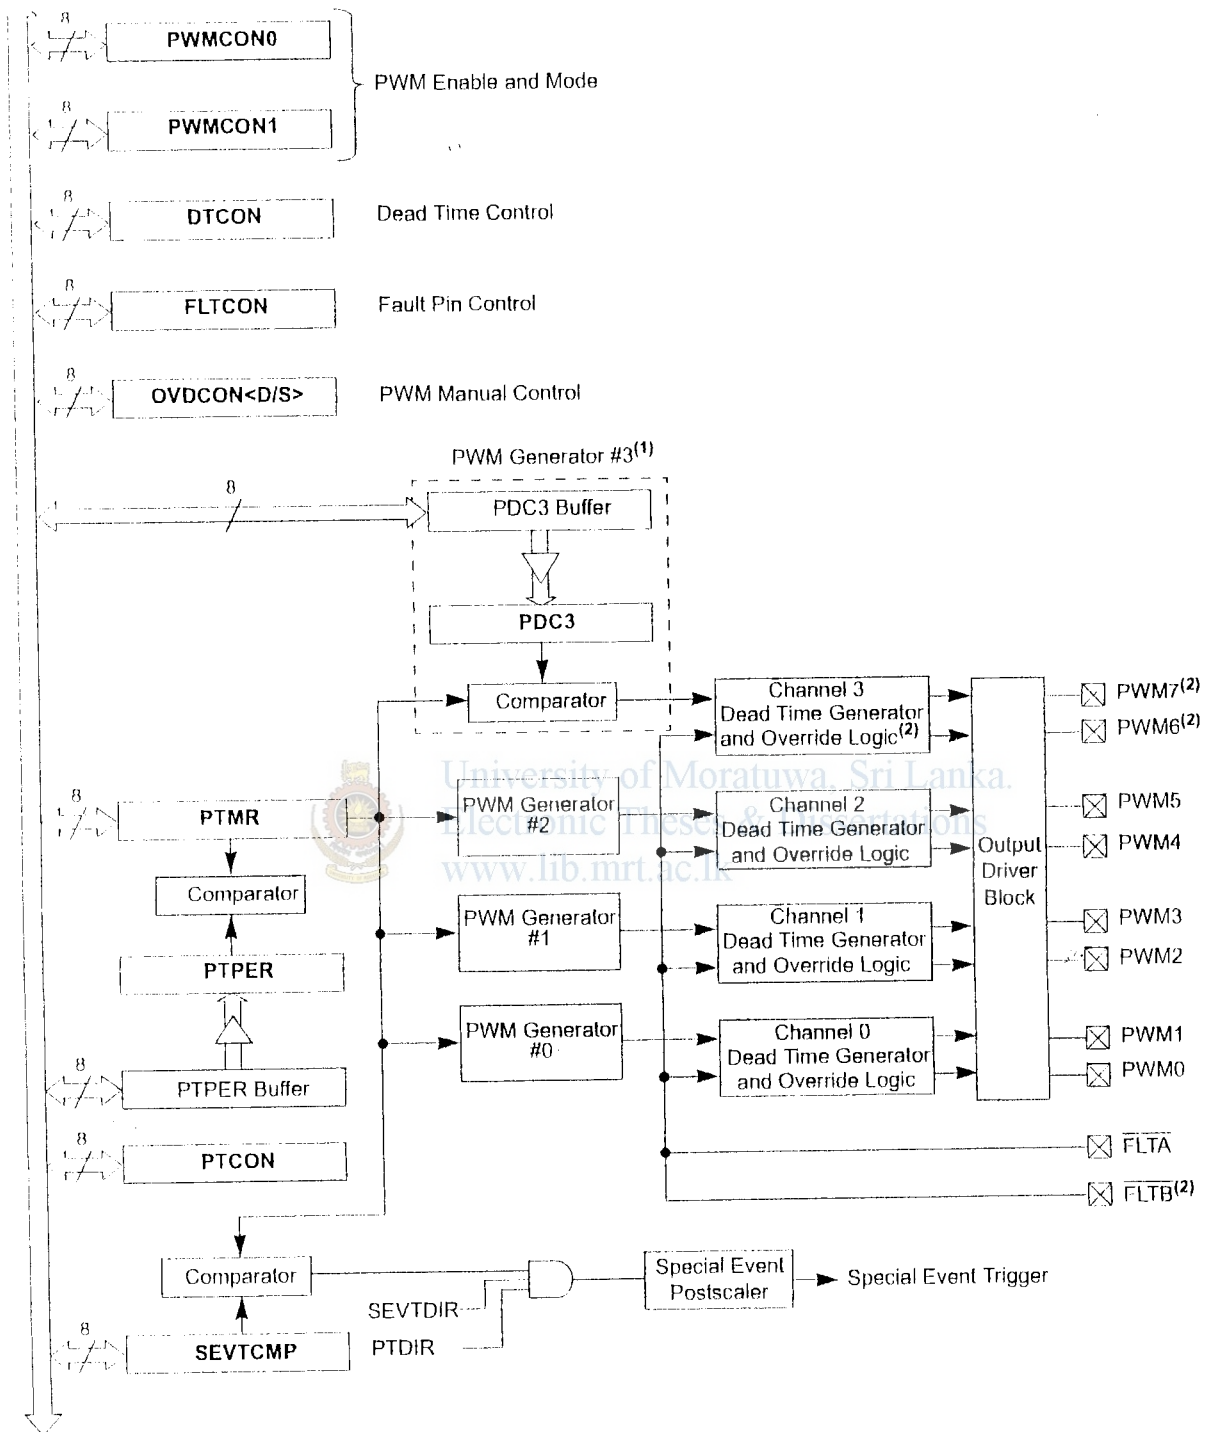 8
PWMCON0
PWM Enable and Mode
8
PWMCON1
8
DTCON
Dead Time Control
8
FLTCON
Fault Pin Control
8
OVDCON<D/S>
PWM Manual Control
PWM Generator #3(1)
8
PDC3 Buffer
PDC3
Comparator
Channel 3
Dead Time Generator
and Override Logic(2)
PWM7(2)
PWM6(2)
University of Moratuwa, Sri Lanka.
Electronic Theses & Dissertations
www.lib.mrt.ac.lk
8
PTMR
PWM Generator
#2
Channel 2
Dead Time Generator
and Override Logic
Output
Driver
Block
PWM5
PWM4
Comparator
PWM Generator
#1
Channel 1
Dead Time Generator
and Override Logic
PWM3
PWM2
PTPER
PWM Generator
#0
Channel 0
Dead Time Generator
and Override Logic
PWM1
PWM0
8
PTPER Buffer
8
PTCON
FLTA
FLTB(2)
Comparator
SEVTDIR
PTDIR
Special Event
Postscaler
Special Event Trigger
8
SEVTCMP